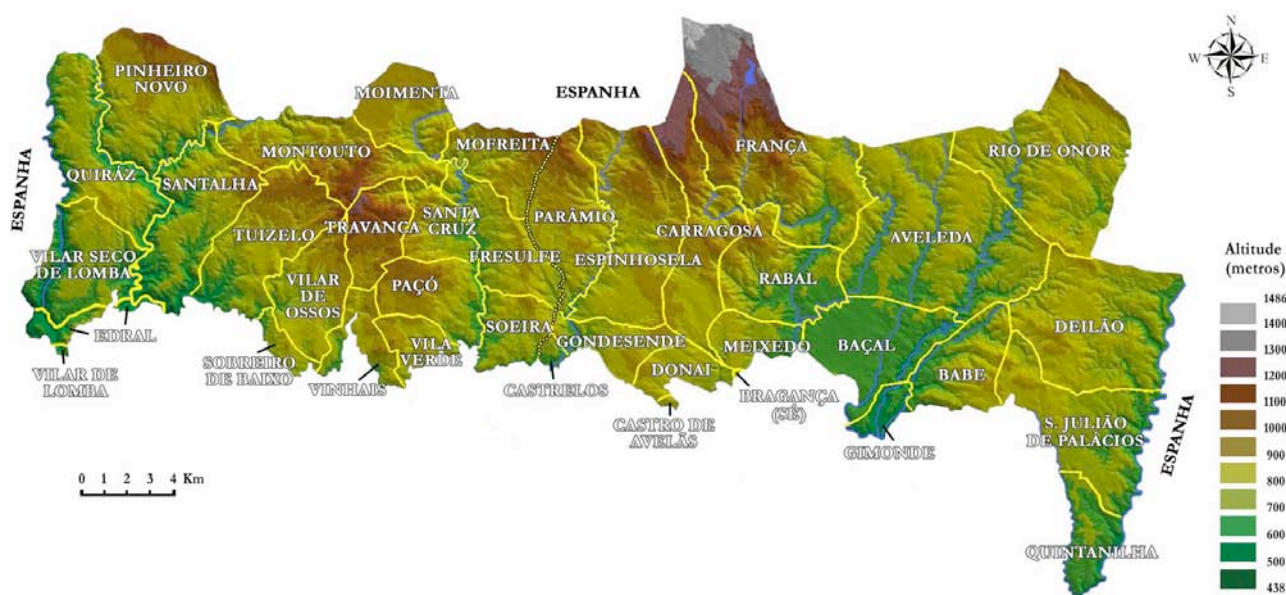 N
W E
S
PINHEIRO
NOVO
MOIMENTA
ESPANHA
MONTOUTO
MOFREITA
FRANÇA
RIO DE ONOR
ESPANHA
QUIRÁZ
SANTALHA
TUIZELO
TRAVANÇA
SANTA
CRUZ
PARÂMIO
CARRAGOSA
AVELEDA
VILAR SECO
DE LOMBA
VILAR
DE
OSSOS
PAÇÓ
FRESULFE
ESPINHOSELA
RABAL
EDRAL
VILAR DE
LOMBA
SOBREIRO
DE BAIXO
VINHAIS
VILA
VERDE
SOEIRA
CASTRELOS
GONDESENDE
DONAI
CASTRO DE
AVELÃS
MEIXEDO
BRAGANÇA
(SÉ)
BAÇAL
GIMONDE
BABE
DEILÃO
S. JULIÃO
DE PALÁCIOS
ESPANHA
QUINTANILHA
0 1 2 3 4 Km
Altitude
(metros)
1486
1400
1300
1200
1100
1000
900
800
700
600
500
438